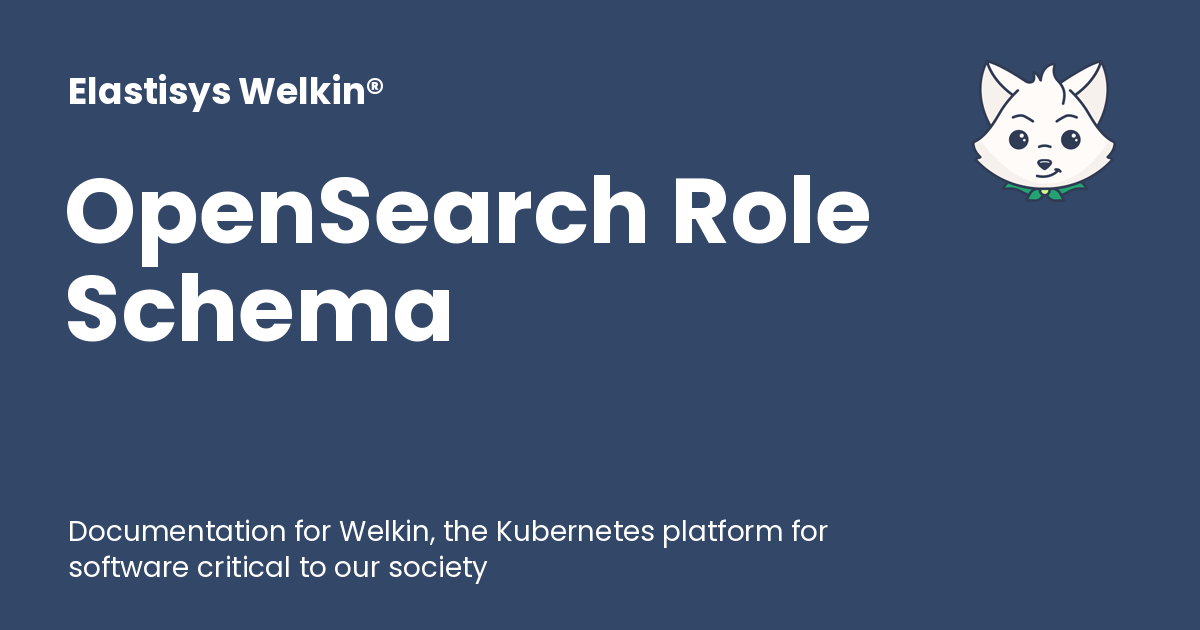 Elastisys Welkin®
OpenSearch Role
Schema
Documentation for Welkin, the Kubernetes platform for
software critical to our society